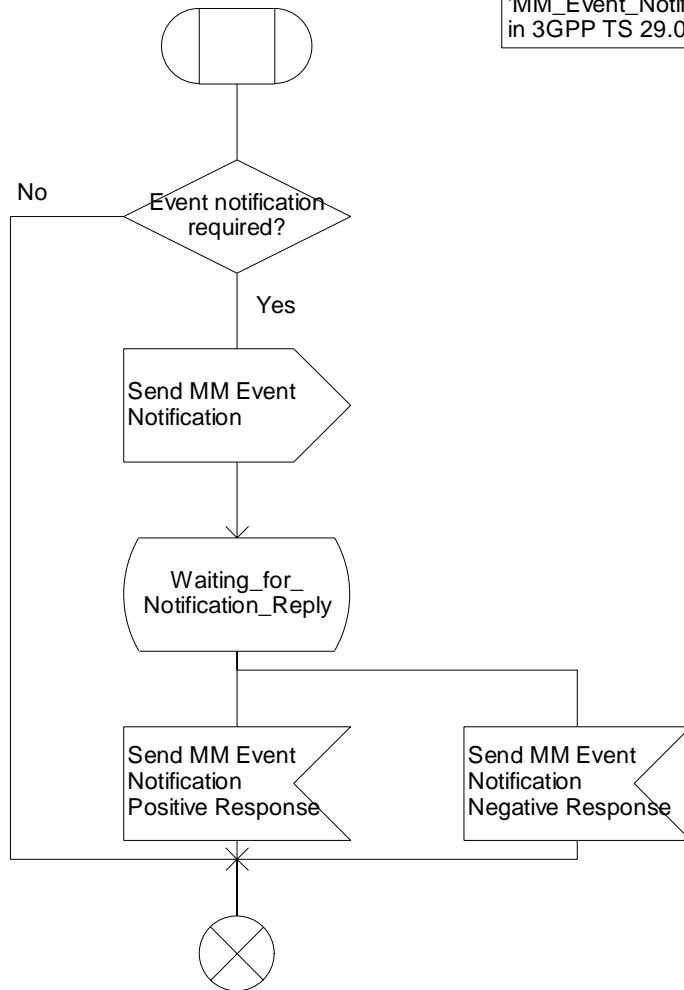 in 3GPP TS 29.0
No
Event notification
required?
Yes
Send MM Event
Notification
Waiting_for_
Notification_Reply
Send MM Event
Notification
Positive Response
Send MM Event
Notification
Negative Response